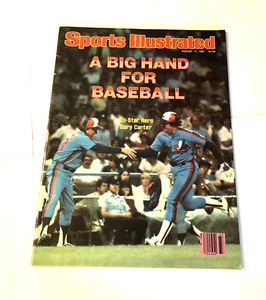 Sports Illustrated
A BIG HAND
FOR
BASEBALL
All-Star Hero
Gary Carter